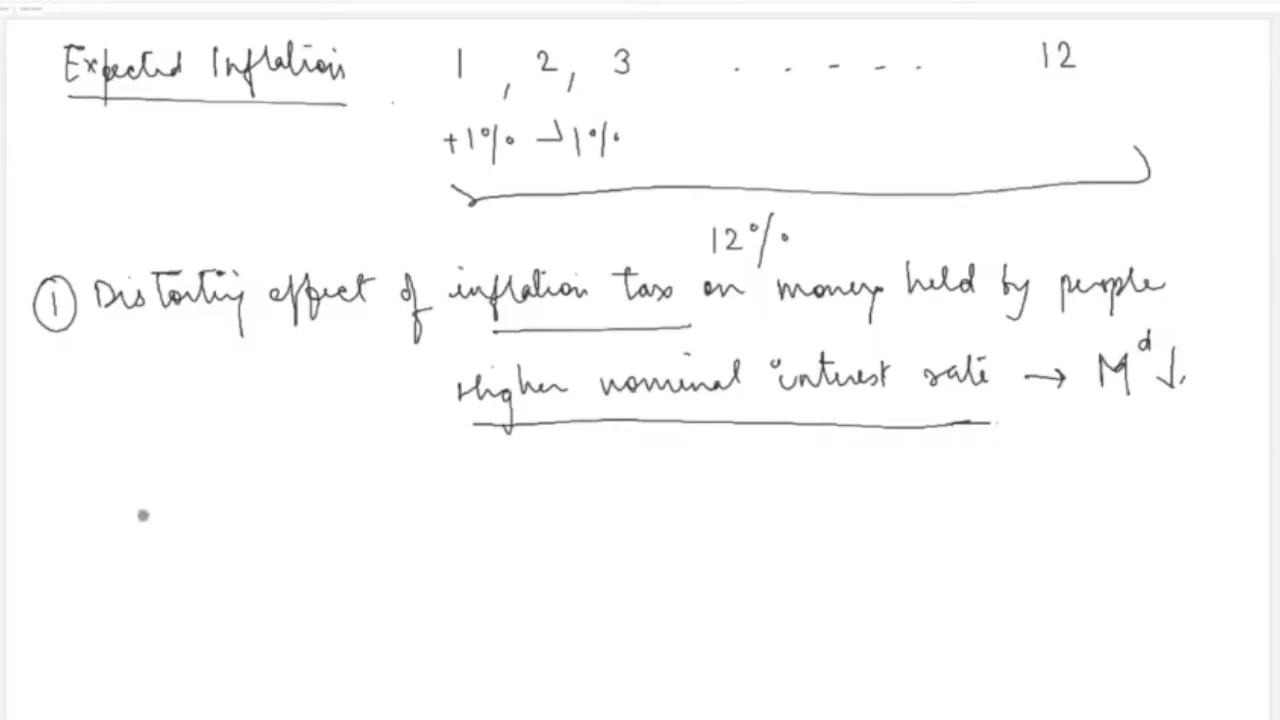 Expected Inflation 1 , 2 , 3 . - . - - . 12
+1% → 1%
12%
① Distorting effect of inflation tax on money held by people
Higher nominal interest rate → Mᵈ ↓.